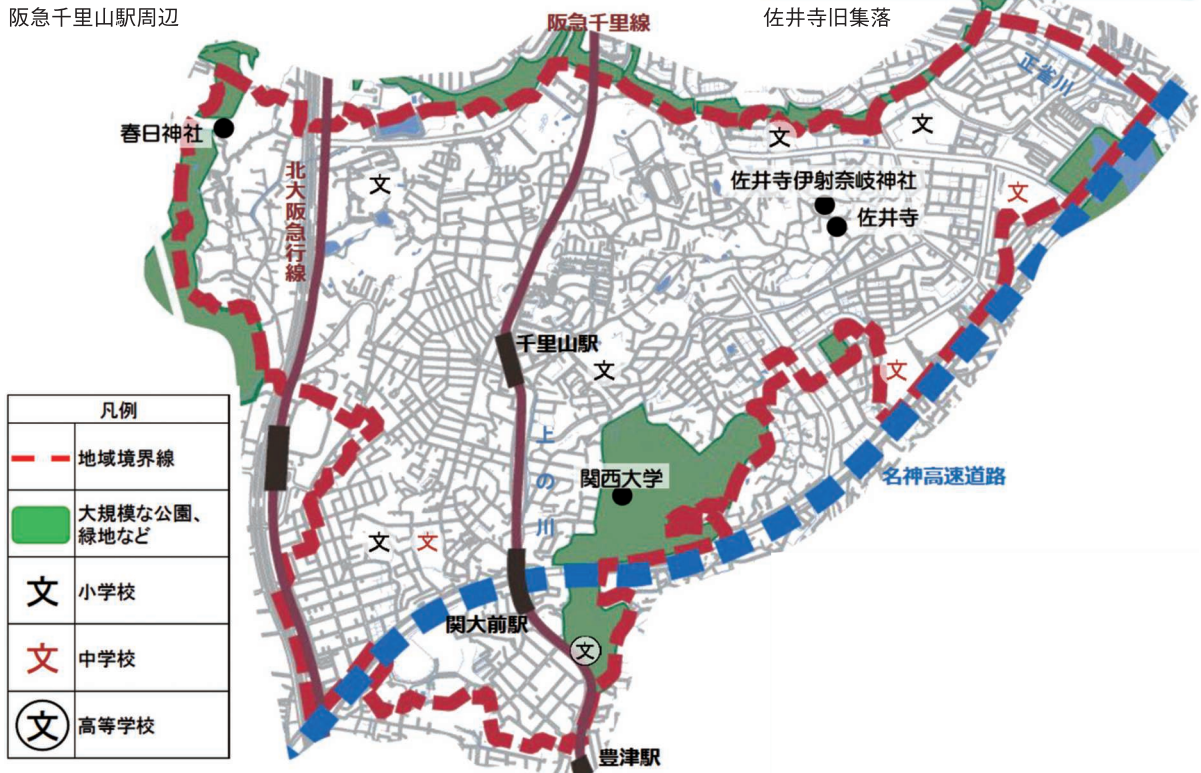 阪急千里山駅周辺
佐井寺旧集落
阪急千里線
正雀川
春日神社
文
文
北大阪急行線
文
佐井寺伊射奈岐神社
文
佐井寺
千里山駅
文
文
上の川
関西大学
名神高速道路
文
文
関大前駅
文
豊津駅
凡例
地域境界線
大規模な公園、
緑地など
文
小学校
文
中学校
文
高等学校